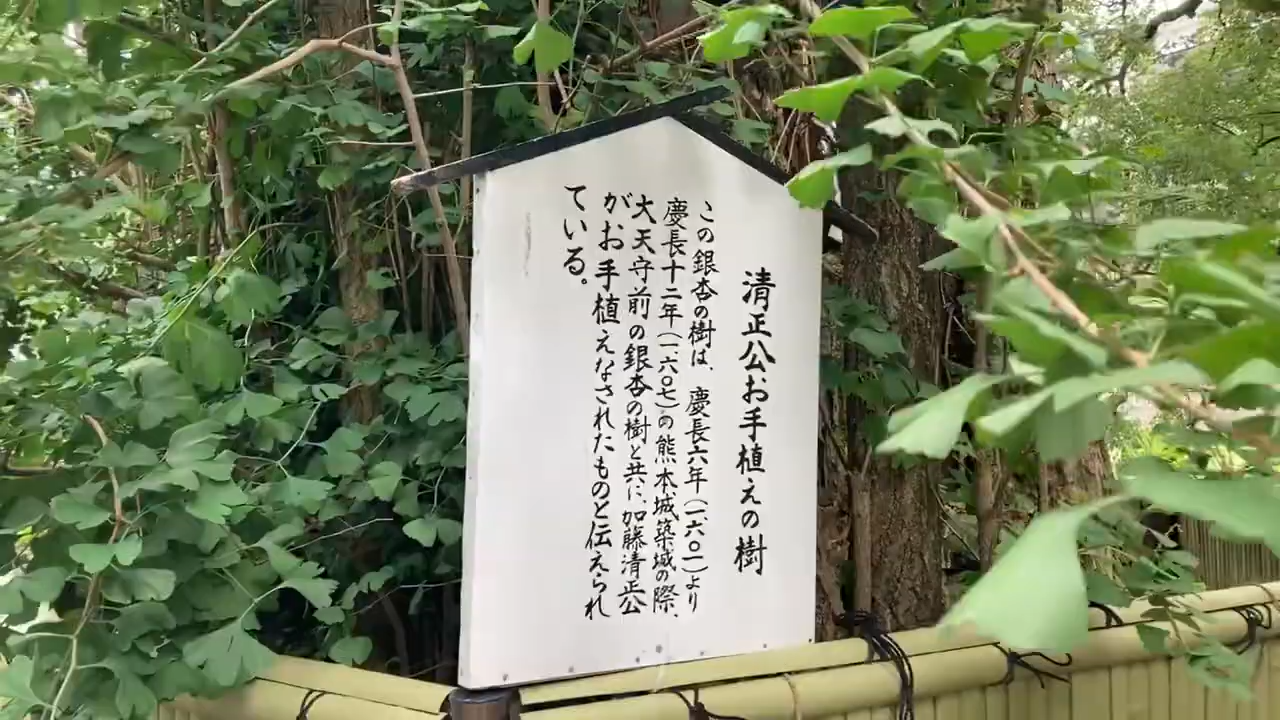 清正公お手植えの樹
この銀杏の樹は、慶長六年(一六〇一)より
慶長十二年(一六〇七)の熊本城築城の際、
大天守前の銀杏の樹と共に、加藤清正公
がお手植えなされたものと伝えられ
ている。